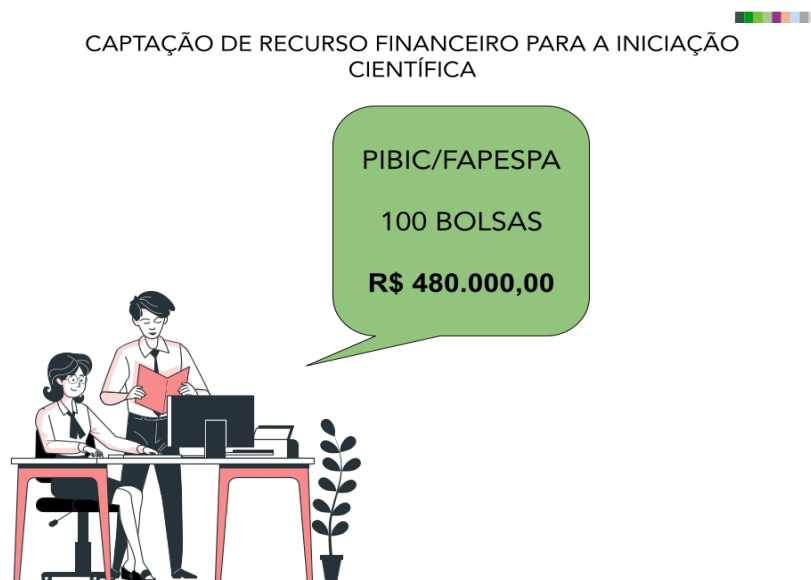 CAPTAÇÃO DE RECURSO FINANCEIRO PARA A INICIAÇÃO
CIENTÍFICA
PIBIC/FAPESPA
100 BOLSAS
R$ 480.000,00